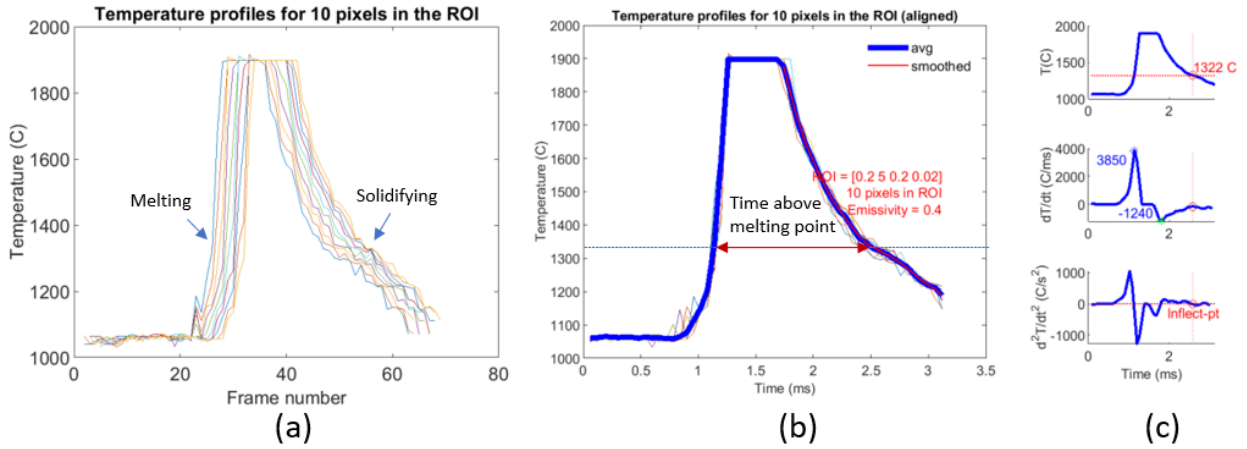 Temperature profiles for 10 pixels in the ROI
2000
1800
1600
1400
1200
1000
Temperature (C)
Melting
Solidifying
0
20
40
60
80
Frame number
(a)
Temperature profiles for 10 pixels in the ROI (aligned)
2000
1900
1800
1700
1600
1500
1400
1300
1200
1100
1000
Temperature (C)
avg
smoothed
ROI = [0.2 5 0.2 0.02]
10 pixels in ROI
Emissivity = 0.4
Time above
melting point
0
0.5
1
1.5
2
2.5
3
3.5
Time (ms)
(b)
2000
1500
1000
T(C)
1322 C
0
2
4000
2000
0
dT/dt (C/ms)
3850
-1240
0
2
1000
0
-1000
d²T/dt² (C/s²)
Inflect-pt
0
2
Time (ms)
(c)